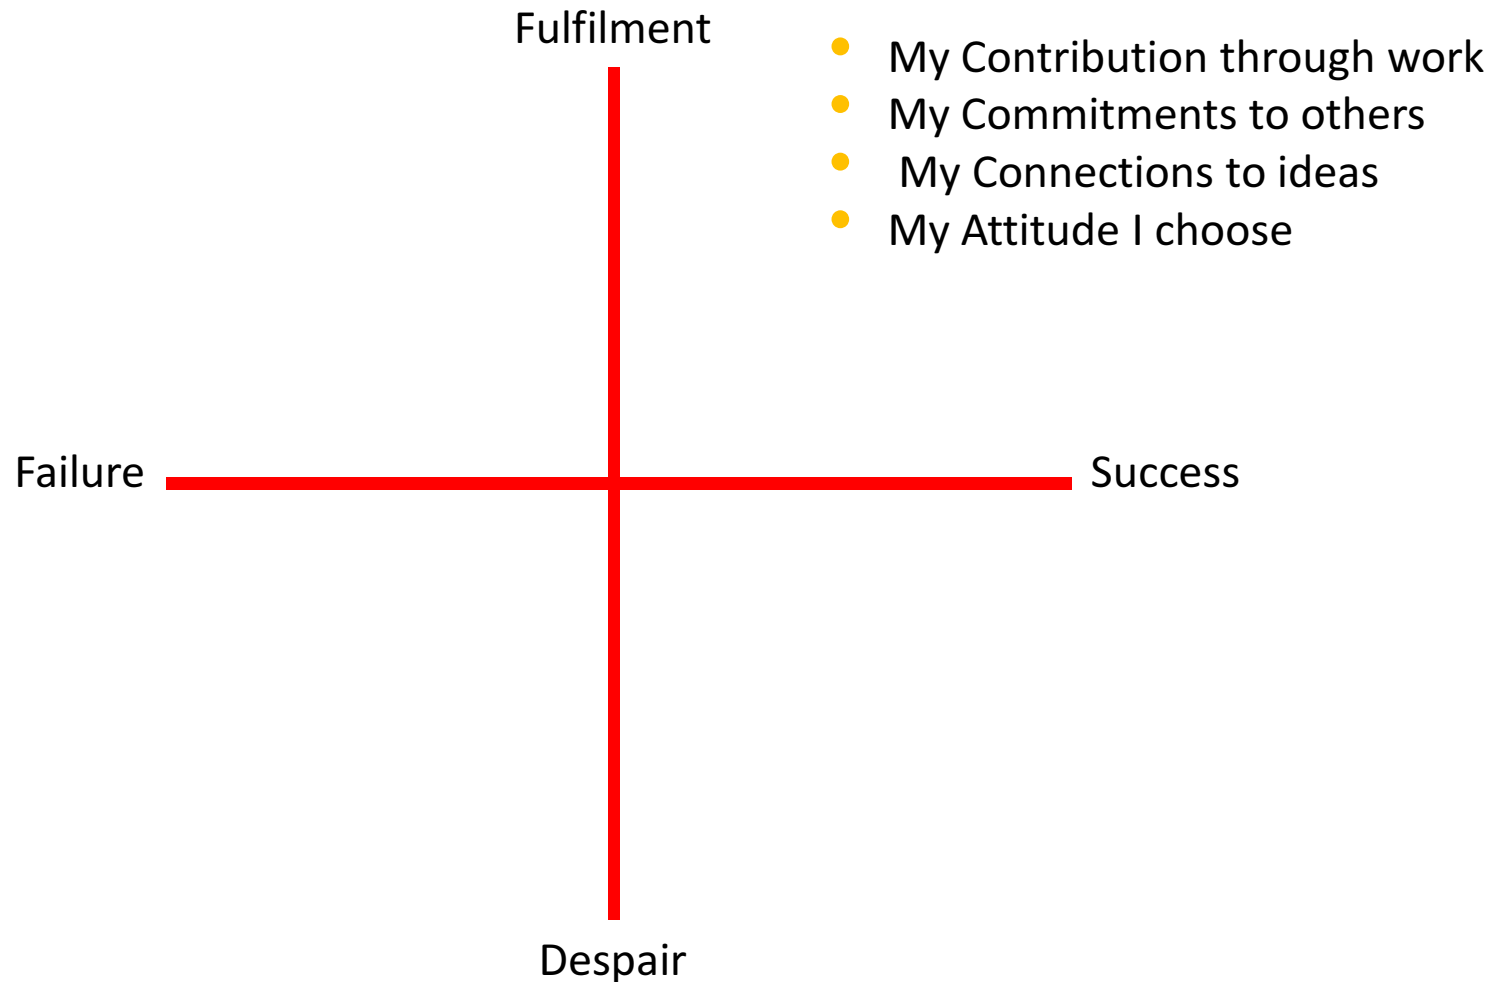 Fulfilment
• My Contribution through work
• My Commitments to others
• My Connections to ideas
• My Attitude I choose
Failure
Success
Despair